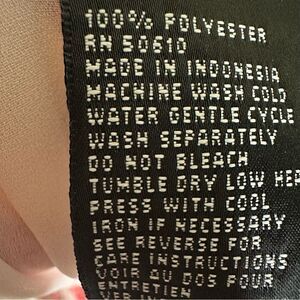 100% POLYESTER
RN 50610
MADE IN INDONESIA
MACHINE WASH COLD
WATER GENTLE CYCLE
WASH SEPARATELY
DO NOT BLEACH
TUMBLE DRY LOW HEA
PRESS WITH COOL
IRON IF NECESSARY
SEE REVERSE FOR
CARE INSTRUCTIONS
VOIR AU DOS POUR
ENTRETIEN